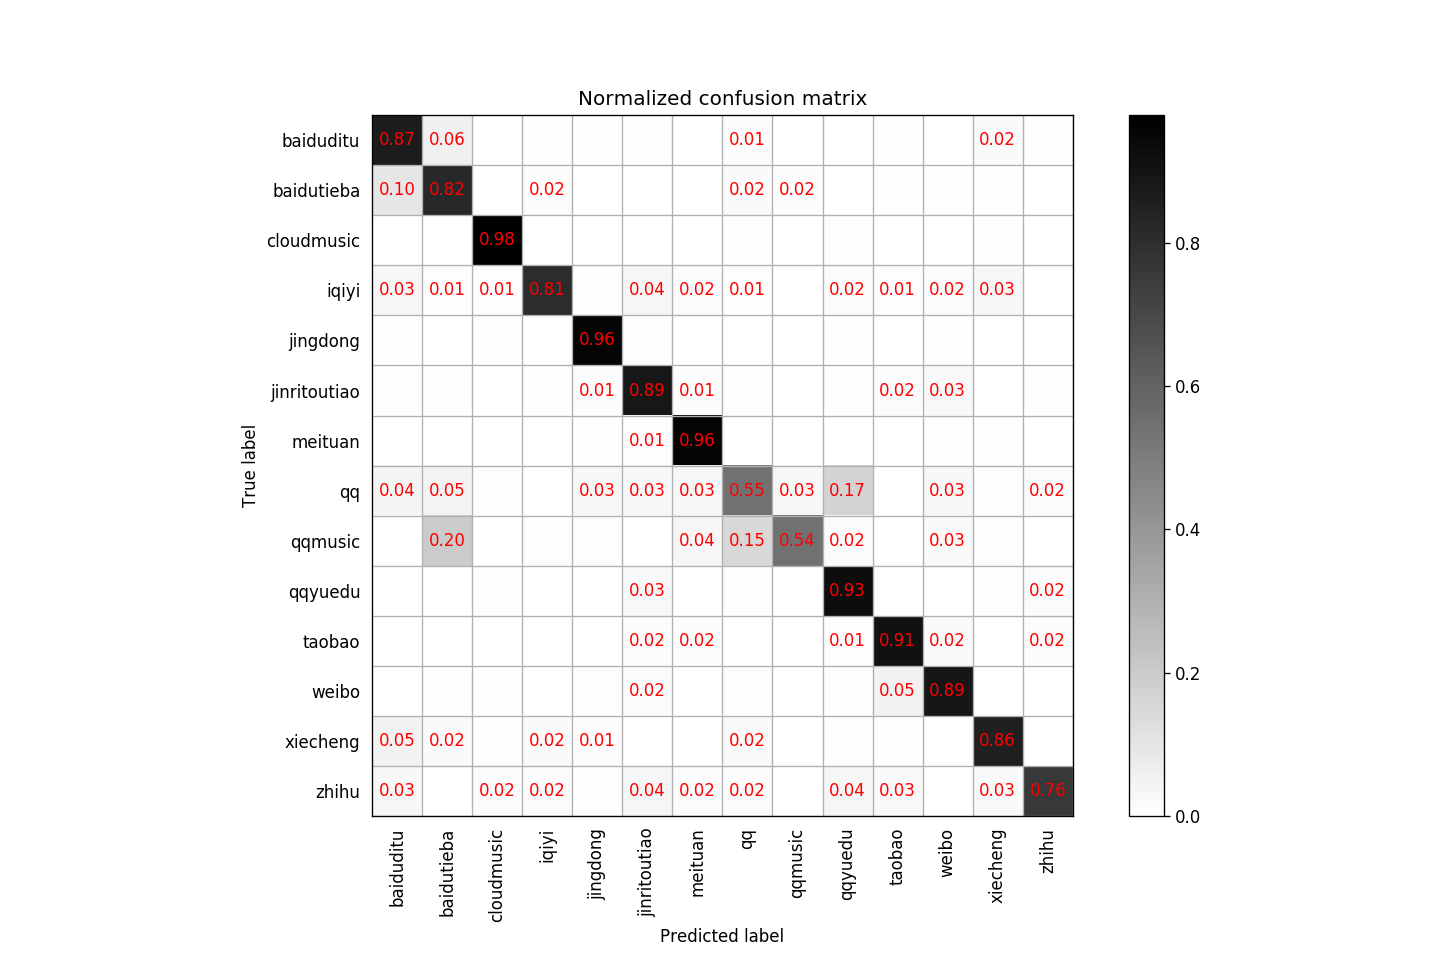 Normalized confusion matrix
baiduditu 0.87 0.06 0.01 0.02
baidutieba 0.10 0.82 0.02 0.02 0.02
cloudmusic 0.98
iqiyi 0.03 0.01 0.01 0.81 0.04 0.02 0.01 0.02 0.01 0.02 0.03
jingdong 0.96
jinritoutiao 0.01 0.89 0.01 0.02 0.03
meituan 0.01 0.96
qq 0.04 0.05 0.03 0.03 0.03 0.55 0.03 0.17 0.03 0.02
qqmusic 0.20 0.04 0.15 0.54 0.02 0.03
qqyuedu 0.03 0.93 0.02
taobao 0.02 0.02 0.01 0.91 0.02 0.02
weibo 0.02 0.05 0.89
xiecheng 0.05 0.02 0.02 0.01 0.02 0.86
zhihu 0.03 0.02 0.02 0.04 0.02 0.02 0.04 0.03 0.03 0.76
True label
baiduditu baidutieba cloudmusic iqiyi jingdong jinritoutiao meituan qq qqmusic qqyuedu taobao weibo xiecheng zhihu
Predicted label
0.8
0.6
0.4
0.2
0.0